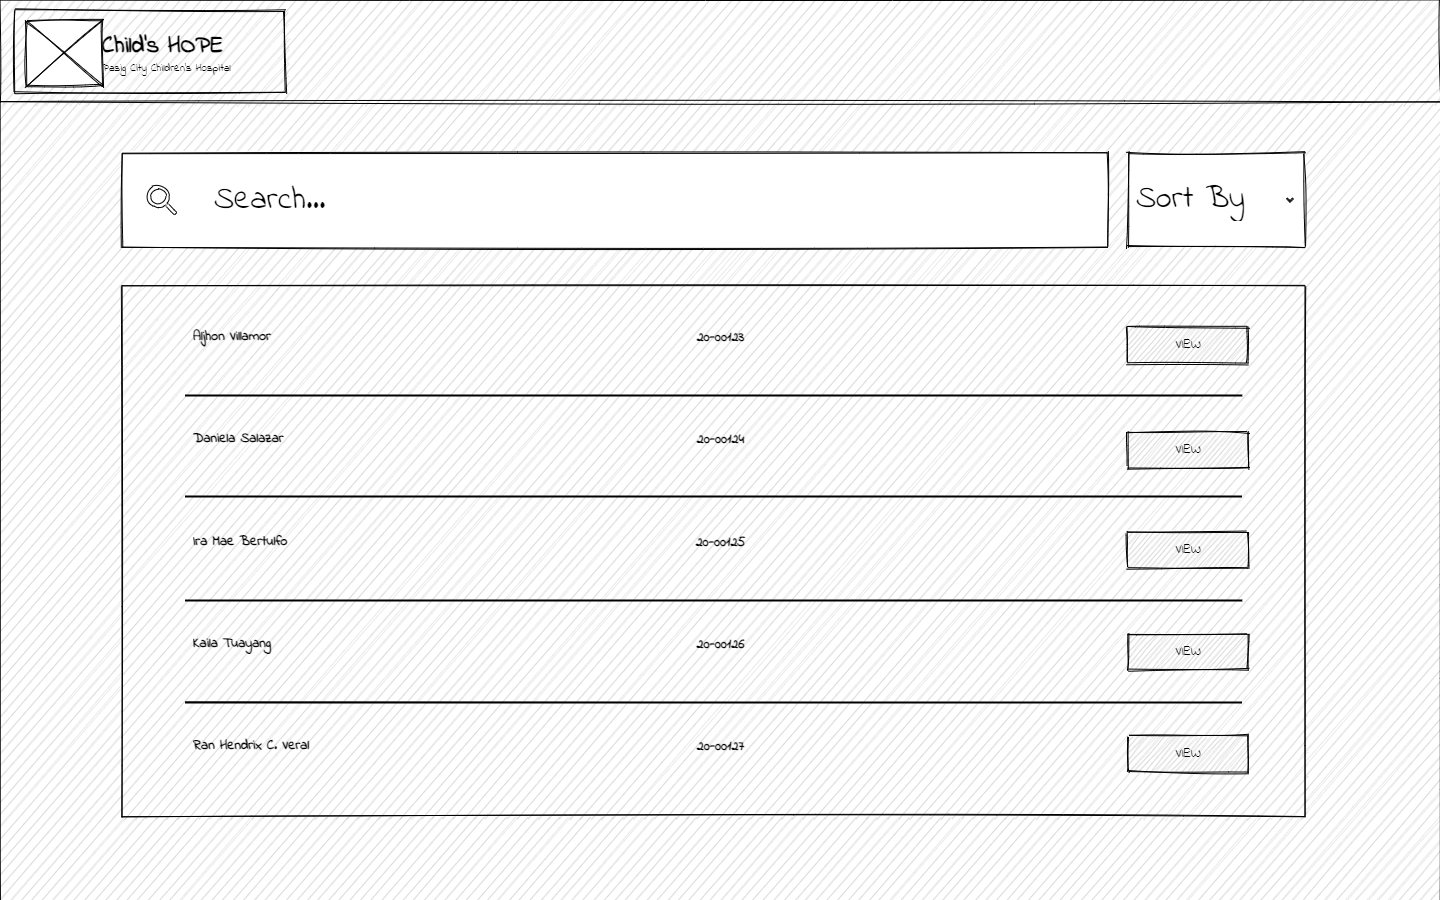 Child's HOPE
Pasig City Children's Hospital
Search...
Sort By
Aljhon Villamor 20-00123 VIEW
Daniela Salazar 20-00124 VIEW
Ira Mae Bertulfo 20-00125 VIEW
Kaila Tuayang 20-00126 VIEW
Ran Hendrix C. Veral 20-00127 VIEW